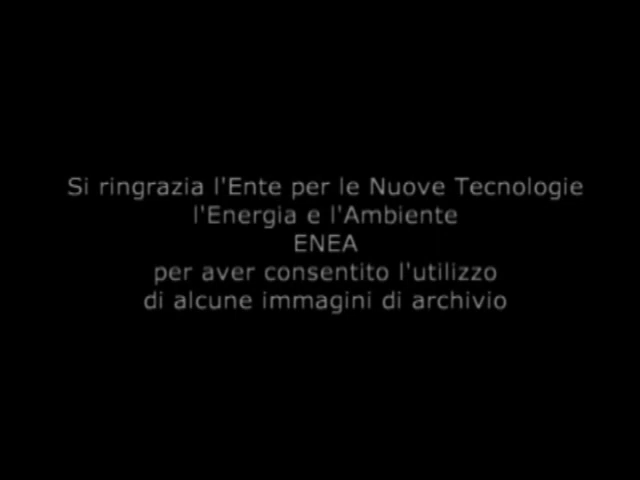 Si ringrazia l'Ente per le Nuove Tecnologie
l'Energia e l'Ambiente
ENEA
per aver consentito l'utilizzo
di alcune immagini di archivio